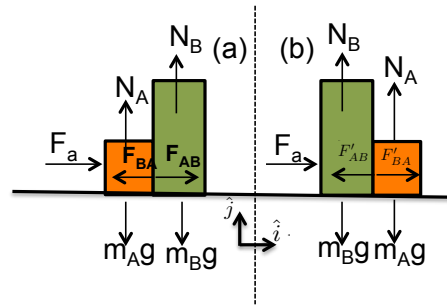 N_B (a) (b) N_B
N_A N_A
F_a F_BA F_AB F_a F'_AB F'_BA
ĵ
î
m_Ag m_Bg m_Bg m_Ag